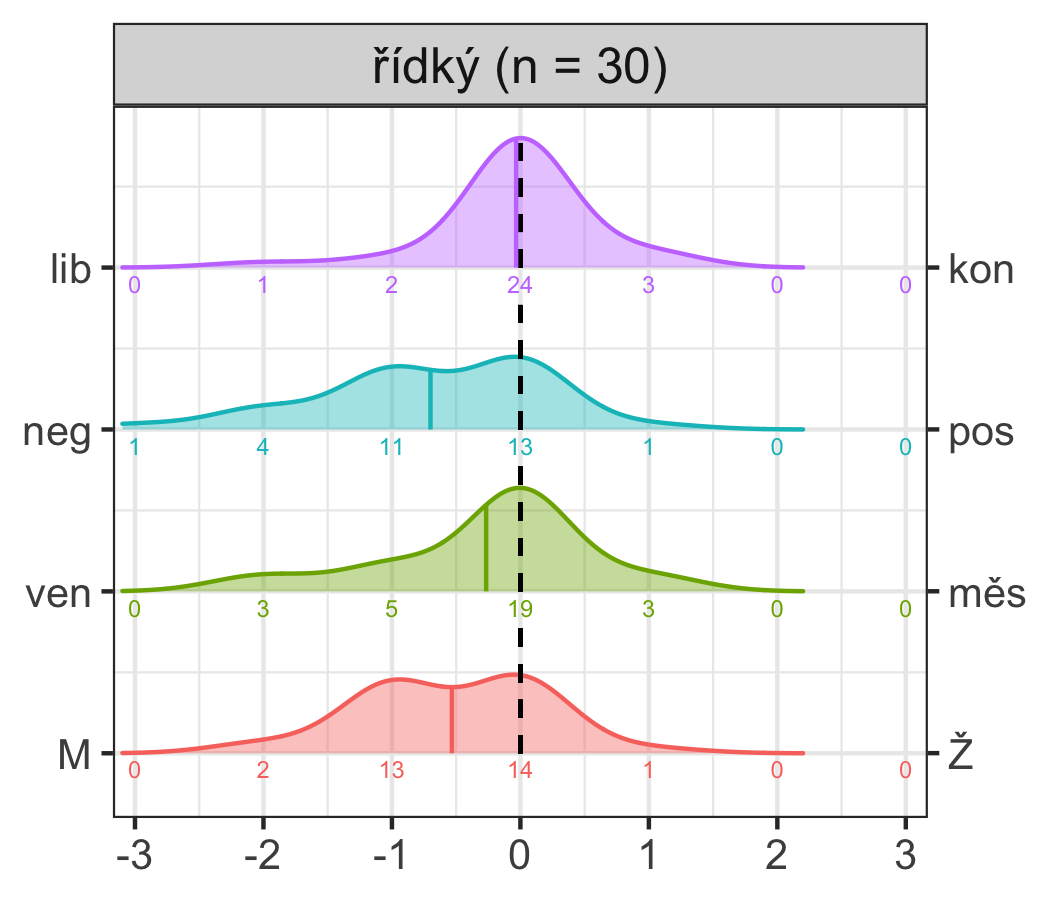 řídký (n = 30)
lib kon
0 1 2 24 3 0 0
neg pos
1 4 11 13 1 0 0
ven měs
0 3 5 19 3 0 0
M Ž
0 2 13 14 1 0 0
-3 -2 -1 0 1 2 3